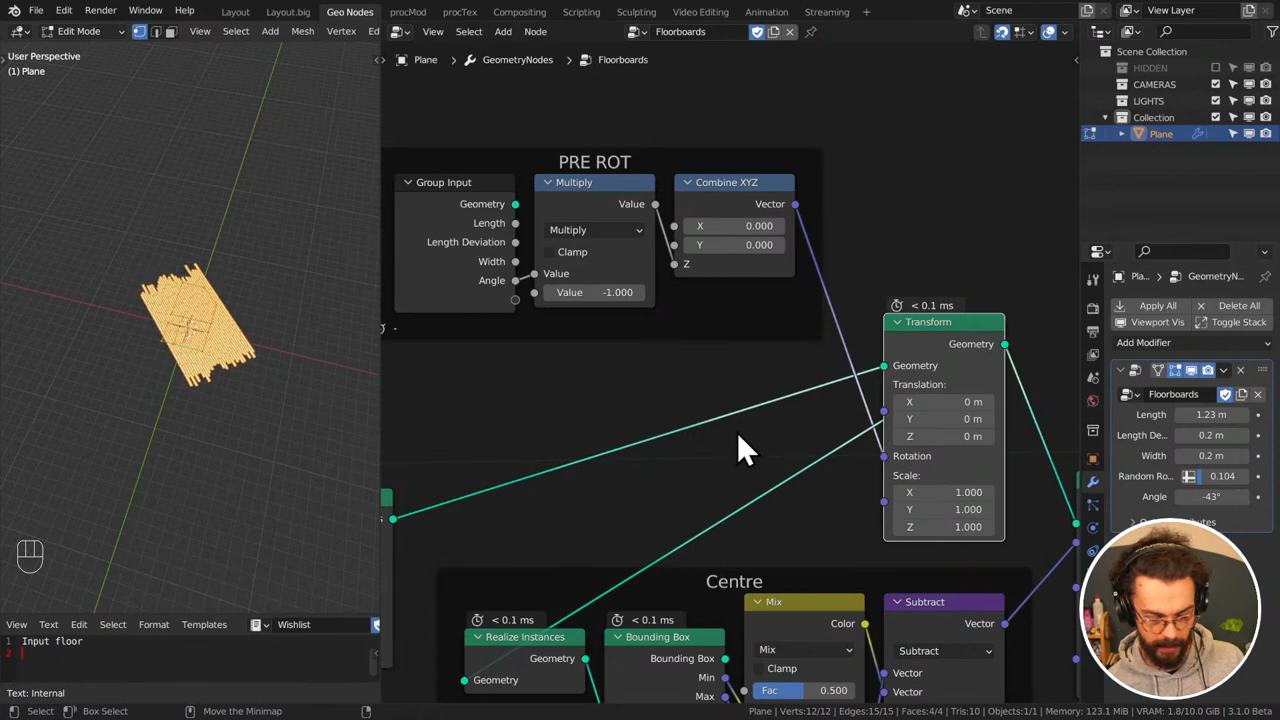 File Edit Render Window Help Layout Layout.big Geo Nodes procMod procTex Compositing Scripting Sculpting Video Editing Animation Streaming + Scene View Layer
Edit Mode View Select Add Mesh Vertex
View Select Add Node Floorboards
User Perspective
(1) Plane
Plane > GeometryNodes > Floorboards
Scene Collection
HIDDEN
CAMERAS
LIGHTS
Collection
Plane
PRE ROT
Group Input
Geometry
Length
Length Deviation
Width
Angle
Multiply
Value
Multiply
Clamp
Value
Value -1.000
Combine XYZ
Vector
X 0.000
Y 0.000
Z
< 0.1 ms
Transform
Geometry
Geometry
Translation:
X 0 m
Y 0 m
Z 0 m
Rotation
Scale:
X 1.000
Y 1.000
Z 1.000
Centre
< 0.1 ms
Realize Instances
Geometry
Geometry
< 0.1 ms
Bounding Box
Bounding Box
Min
Max
Mix
Color
Mix
Clamp
Fac 0.500
Subtract
Vector
Subtract
Vector
Vector
Pla... > GeometryN...
Apply All Delete All
Viewport Vis Toggle Stack
Add Modifier
Floorboards
Length 1.23 m
Length De... 0.2 m
Width 0.2 m
Random Ro... 0.104
Angle -43°
View Text Edit Select Format Templates Wishlist
1 Input floor
2
Text: Internal
Select Box Select Move the Minimap Plane | Verts:12/12 | Edges:15/15 | Faces:4/4 | Tris:10 | Objects:1/1 | Memory: 123.1 MiB | VRAM: 1.8/10.0 GiB | 3.1.0 Beta